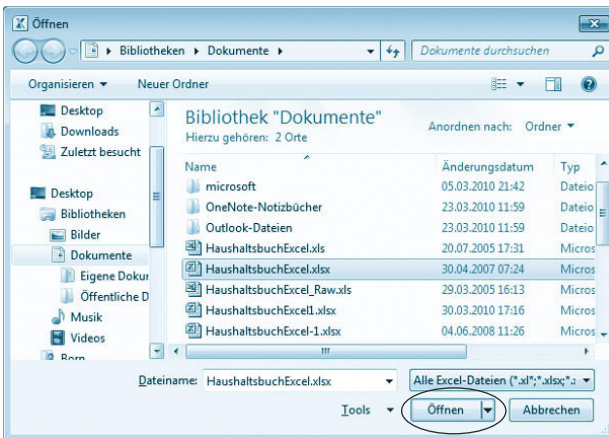 Öffnen
Bibliotheken Dokumente Dokumente durchsuchen
Organisieren Neuer Ordner
Desktop
Downloads
Zuletzt besucht
Desktop
Bibliotheken
Bilder
Dokumente
Eigene Dokur
Öffentliche D
Musik
Videos
Born
Bibliothek "Dokumente"
Hierzu gehören: 2 Orte
Anordnen nach: Ordner
Name Änderungsdatum Typ
microsoft 05.03.2010 21:42 Dateio
OneNote-Notizbücher 23.03.2010 11:59 Dateio
Outlook-Dateien 23.03.2010 11:59 Dateio
HaushaltsbuchExcel.xls 20.07.2005 17:31 Micros
HaushaltsbuchExcel.xlsx 30.04.2007 07:24 Micros
HaushaltsbuchExcel_Raw.xls 29.03.2005 16:13 Micros
HaushaltsbuchExcel1.xlsx 30.03.2010 17:16 Micros
HaushaltsbuchExcel-1.xlsx 04.06.2008 11:26 Micros
Dateiname: HaushaltsbuchExcel.xlsx Alle Excel-Dateien (*.xl*;*.xlsx;*.
Tools Öffnen Abbrechen